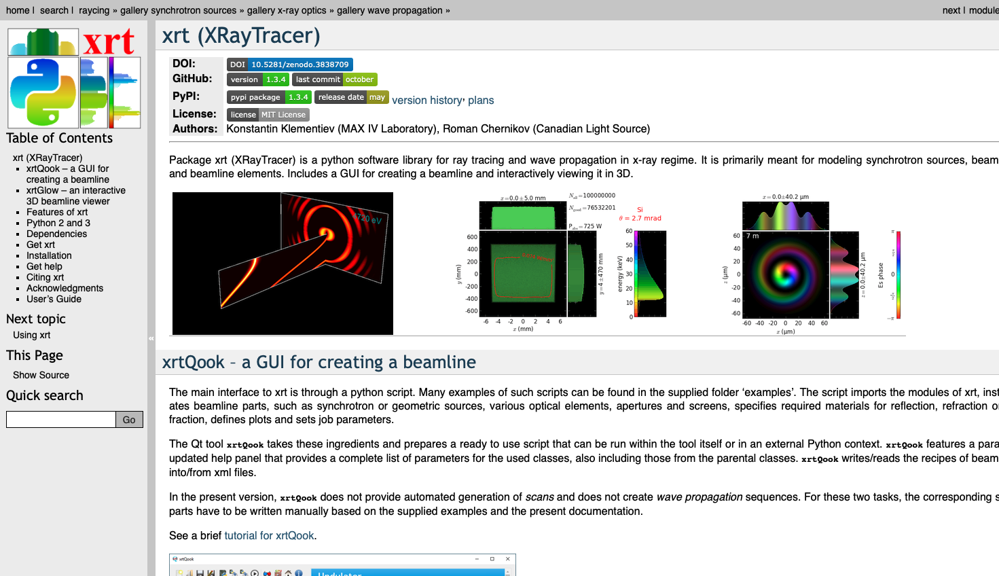 home | search | raycing » gallery synchrotron sources » gallery x-ray optics » gallery wave propagation »
next | module
xrt
Table of Contents
xrt (XRayTracer)
xrtQook – a GUI for
creating a beamline
xrtGlow – an interactive
3D beamline viewer
Features of xrt
Python 2 and 3
Dependencies
Get xrt
Installation
Get help
Citing xrt
Acknowledgments
User's Guide
Next topic
Using xrt
This Page
Show Source
Quick search
Go
«
xrt (XRayTracer)
DOI: DOI 10.5281/zenodo.3838709
GitHub: version 1.3.4 last commit october
PyPI: pypi package 1.3.4 release date may version history, plans
License: license MIT License
Authors: Konstantin Klementiev (MAX IV Laboratory), Roman Chernikov (Canadian Light Source)
Package xrt (XRayTracer) is a python software library for ray tracing and wave propagation in x-ray regime. It is primarily meant for modeling synchrotron sources, beam
and beamline elements. Includes a GUI for creating a beamline and interactively viewing it in 3D.
4720 eV
x=0.0±5.0 mm
N_all=100000000
N_good=76532201
P_abs=725 W
Si
θ = 2.7 mrad
600
400
200
0
-200
-400
-600
y (mm)
-6 -4 -2 0 2 4 6
x (mm)
y=4±470 mm
60
50
40
30
20
10
0
energy (keV)
x=0.0±40.2 µm
7 m
60
40
20
0
-20
-40
-60
z (µm)
-60 -40 -20 0 20 40 60
x (µm)
z=0.0±40.2 µm
Es phase
π
0
−π
xrtQook – a GUI for creating a beamline
The main interface to xrt is through a python script. Many examples of such scripts can be found in the supplied folder ‘examples’. The script imports the modules of xrt, inst
ates beamline parts, such as synchrotron or geometric sources, various optical elements, apertures and screens, specifies required materials for reflection, refraction o
fraction, defines plots and sets job parameters.
The Qt tool xrtQook takes these ingredients and prepares a ready to use script that can be run within the tool itself or in an external Python context. xrtQook features a para
updated help panel that provides a complete list of parameters for the used classes, also including those from the parental classes. xrtQook writes/reads the recipes of beam
into/from xml files.
In the present version, xrtQook does not provide automated generation of scans and does not create wave propagation sequences. For these two tasks, the corresponding s
parts have to be written manually based on the supplied examples and the present documentation.
See a brief tutorial for xrtQook.
xrtQook
Undulator